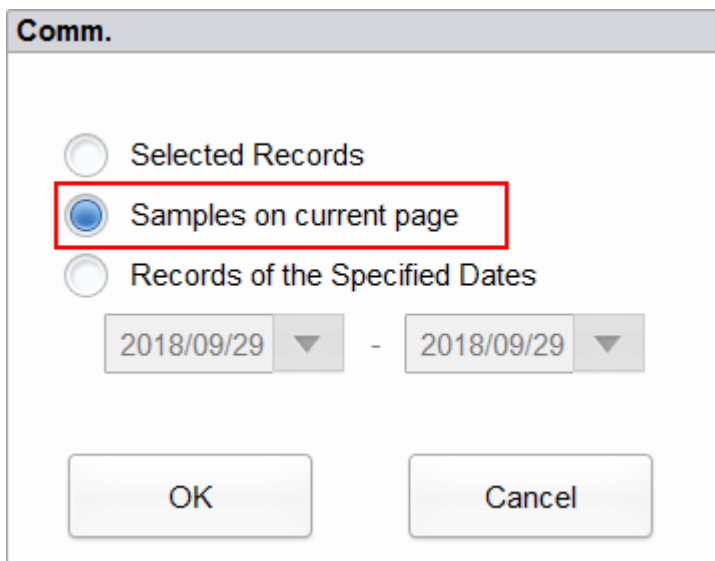 Comm.
Selected Records
Samples on current page
Records of the Specified Dates
2018/09/29 - 2018/09/29
OK Cancel